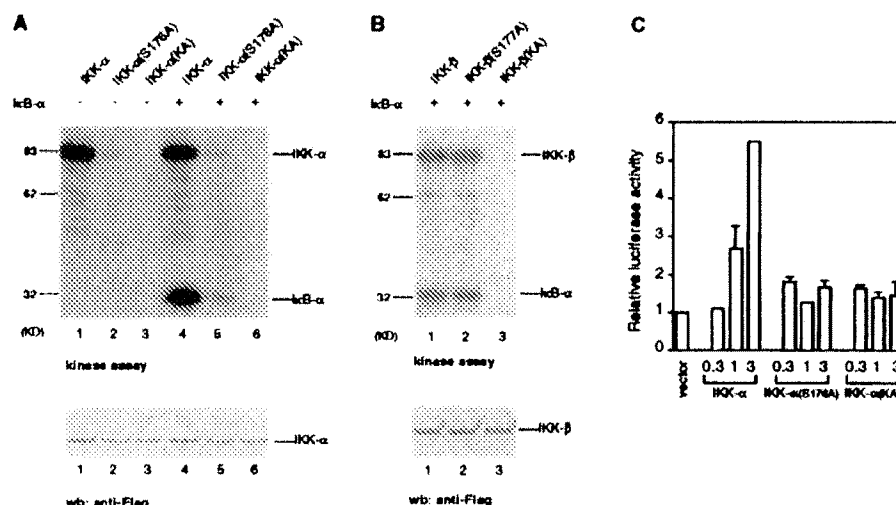 A
IKK-α
IKK-α(S176A)
IKK-α(KA)
IKK-α
IKK-α(S176A)
IKK-α(KA)
IκB-α - - - + + +
83
62
32
(KD)
IKK-α
IκB-α
1 2 3 4 5 6
kinase assay
IKK-α
1 2 3 4 5 6
wb: anti-Flag
B
IKK-β
IKK-β(S177A)
IKK-β(KA)
IκB-α + + +
83
62
32
(KD)
IKK-β
IκB-α
1 2 3
kinase assay
IKK-β
1 2 3
wb: anti-Flag
C
Relative luciferase activity
6
5
4
3
2
1
0
vector
0.3 1 3
IKK-α
0.3 1 3
IKK-α(S176A)
0.3 1 3
IKK-α(KA)